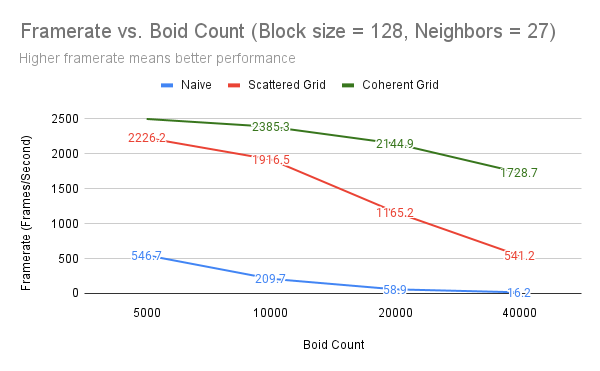 Framerate vs. Boid Count (Block size = 128, Neighbors = 27)
Higher framerate means better performance
Naive Scattered Grid Coherent Grid
Framerate (Frames/Second)
2500
2000
1500
1000
500
0
2226.2
2385.3
1916.5
2144.9
1165.2
1728.7
541.2
546.7
209.7
58.9
16.2
5000 10000 20000 40000
Boid Count